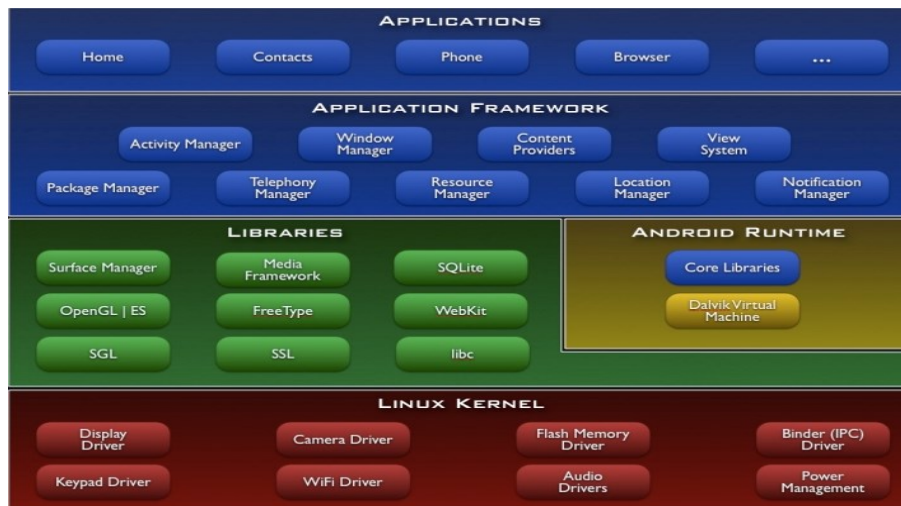 APPLICATIONS
Home
Contacts
Phone
Browser
...
APPLICATION FRAMEWORK
Activity Manager
Window
Manager
Content
Providers
View
System
Package Manager
Telephony
Manager
Resource
Manager
Location
Manager
Notification
Manager
LIBRARIES
Surface Manager
Media
Framework
SQLite
OpenGL | ES
FreeType
WebKit
SGL
SSL
libc
ANDROID RUNTIME
Core Libraries
Dalvik Virtual
Machine
LINUX KERNEL
Display
Driver
Camera Driver
Flash Memory
Driver
Binder (IPC)
Driver
Keypad Driver
WiFi Driver
Audio
Drivers
Power
Management